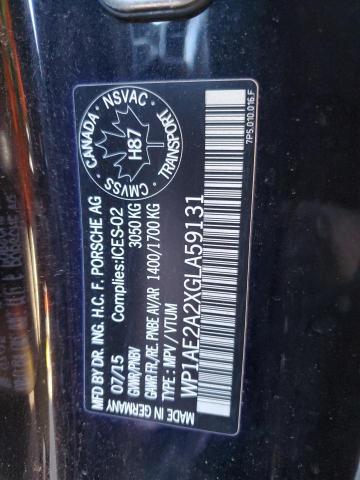 CANADA
NSVAC
H87
CMVSS
TRANSPORT
MFD BY DR. ING. H.C. F. PORSCHE AG
07/15 Complies:ICES-02
GVWR/PNBV 3050 KG
GAWR FR./RE. PNBE AV/AR 1400/1700 KG
TYPE: MPV / VTUM
MADE IN GERMANY
WP1AE2A2XGLA59131
7P5.010.016.F